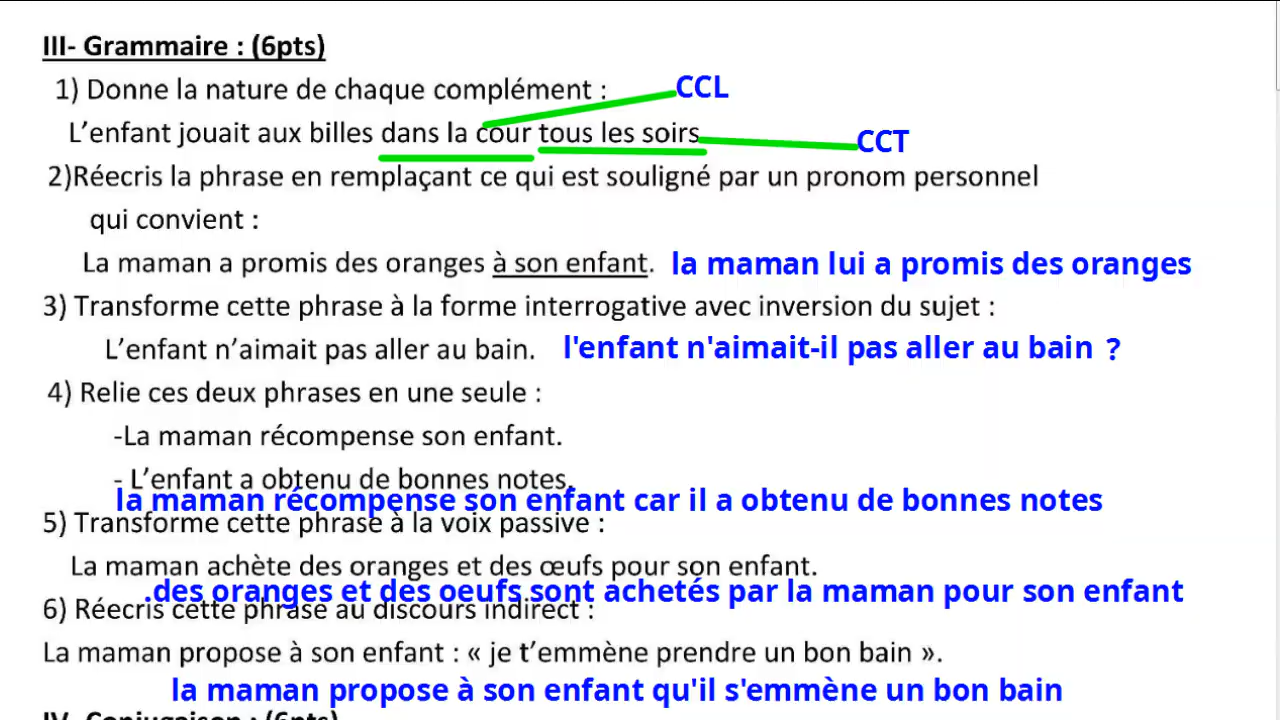 III- Grammaire : (6pts)
1) Donne la nature de chaque complément :
CCL
L'enfant jouait aux billes dans la cour tous les soirs
CCT
2)Réecris la phrase en remplaçant ce qui est souligné par un pronom personnel
qui convient :
La maman a promis des oranges à son enfant. la maman lui a promis des oranges
3) Transforme cette phrase à la forme interrogative avec inversion du sujet :
L'enfant n'aimait pas aller au bain. l'enfant n'aimait-il pas aller au bain ?
4) Relie ces deux phrases en une seule :
-La maman récompense son enfant.
- L'enfant a obtenu de bonnes notes.
la maman récompense son enfant car il a obtenu de bonnes notes
5) Transforme cette phrase à la voix passive :
La maman achète des oranges et des œufs pour son enfant.
.des oranges et des oeufs sont achetés par la maman pour son enfant
6) Réecris cette phrase au discours indirect :
La maman propose à son enfant : « je t'emmène prendre un bon bain ».
la maman propose à son enfant qu'il s'emmène un bon bain
IV- Conjugaison : (6pts)